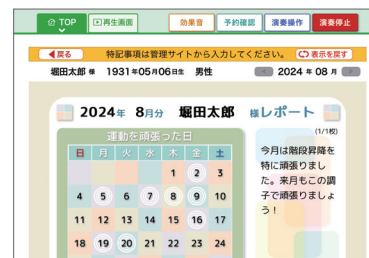 TOP 再生画面 効果音 予約確認 演奏操作 演奏停止
戻る 特記事項は管理サイトから入力してください。 表示を戻す
堀田太郎 様 1931年05月06日生 男性 2024 年 08 月
2024年 8月分 堀田太郎 様レポート
(1/1枚)
運動を頑張った日
日 月 火 水 木 金 土
1 2 3
4 5 6 7 8 9 10
11 12 13 14 15 16 17
18 19 20 21 22 23 24
今月は階段昇降を
特に頑張りまし
た。来月もこの調
子で頑張りましょ
う！